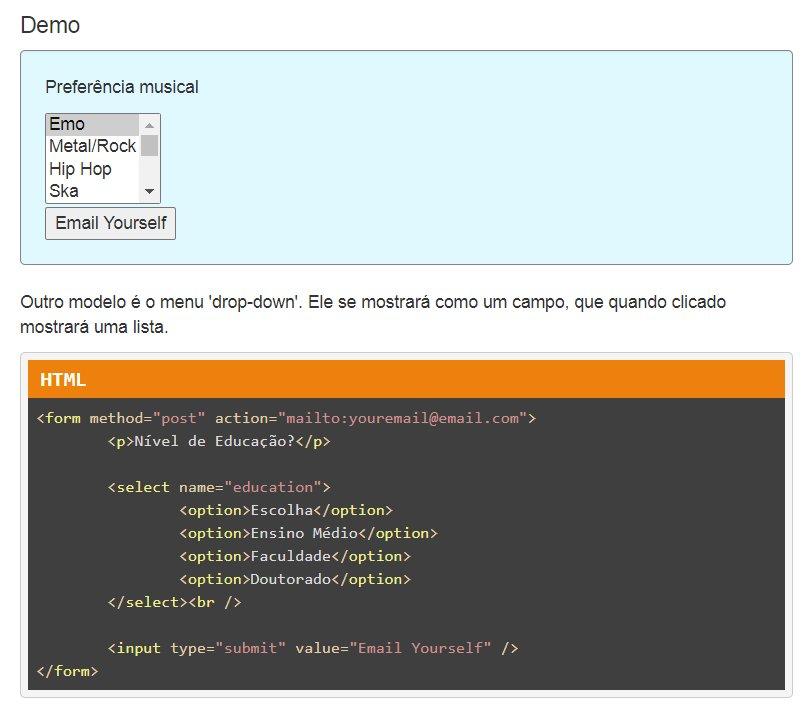 Demo
Preferência musical
Emo
Metal/Rock
Hip Hop
Ska
Email Yourself
Outro modelo é o menu 'drop-down'. Ele se mostrará como um campo, que quando clicado
mostrará uma lista.
HTML
<form method="post" action="mailto:youremail@email.com">
<p>Nível de Educação?</p>
<select name="education">
<option>Escolha</option>
<option>Ensino Médio</option>
<option>Faculdade</option>
<option>Doutorado</option>
</select><br />
<input type="submit" value="Email Yourself" />
</form>